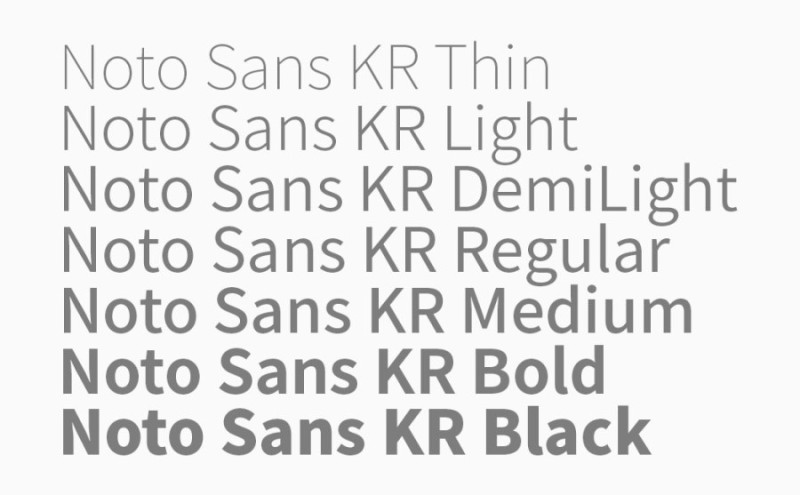 Noto Sans KR Thin
Noto Sans KR Light
Noto Sans KR DemiLight
Noto Sans KR Regular
Noto Sans KR Medium
Noto Sans KR Bold
Noto Sans KR Black